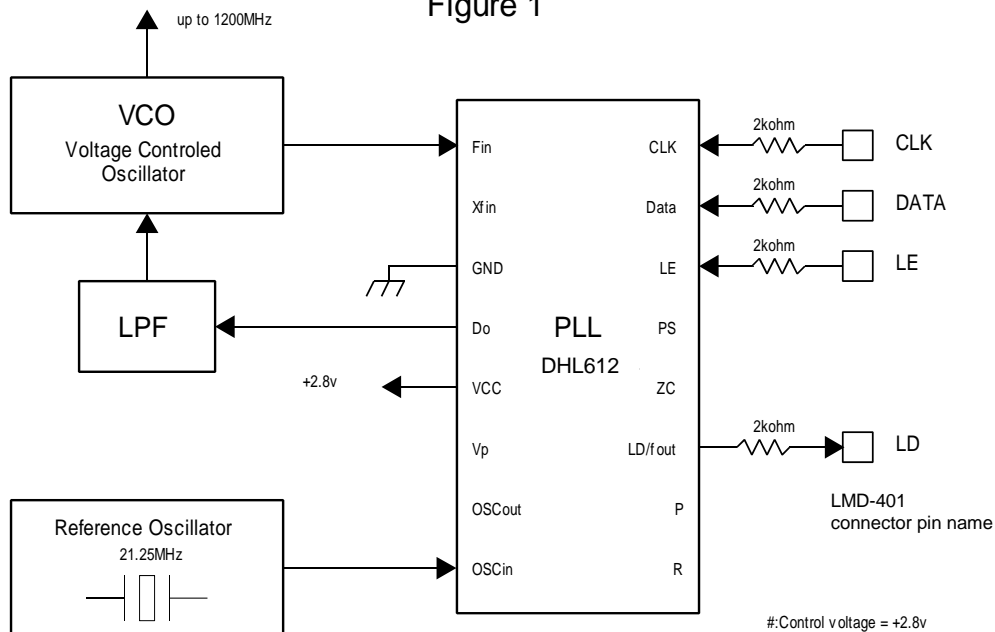 Figure 1
up to 1200MHz
VCO
Voltage Controled
Oscillator
LPF
+2.8v
Reference Oscillator
21.25MHz
Fin
Xfin
GND
Do
VCC
Vp
OSCout
OSCin
PLL
DHL612
CLK
Data
LE
PS
ZC
LD/fout
P
R
2kohm
CLK
2kohm
DATA
2kohm
LE
2kohm
LD
LMD-401
connector pin name
#:Control voltage = +2.8v